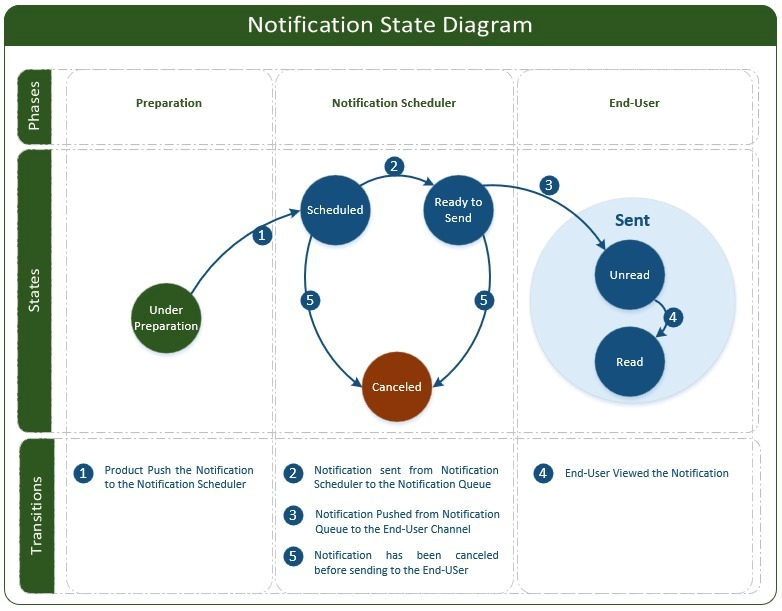 Notification State Diagram
Phases
Preparation
Notification Scheduler
End-User
States
2
3
Scheduled
Ready to
Send
Sent
1
Unread
Under
Preparation
5
5
4
Read
Canceled
Transitions
1
Product Push the Notification
to the Notification Scheduler
2
Notification sent from Notification
Scheduler to the Notification Queue
3
Notification Pushed from Notification
Queue to the End-User Channel
5
Notification has been canceled
before sending to the End-USer
4
End-User Viewed the Notification